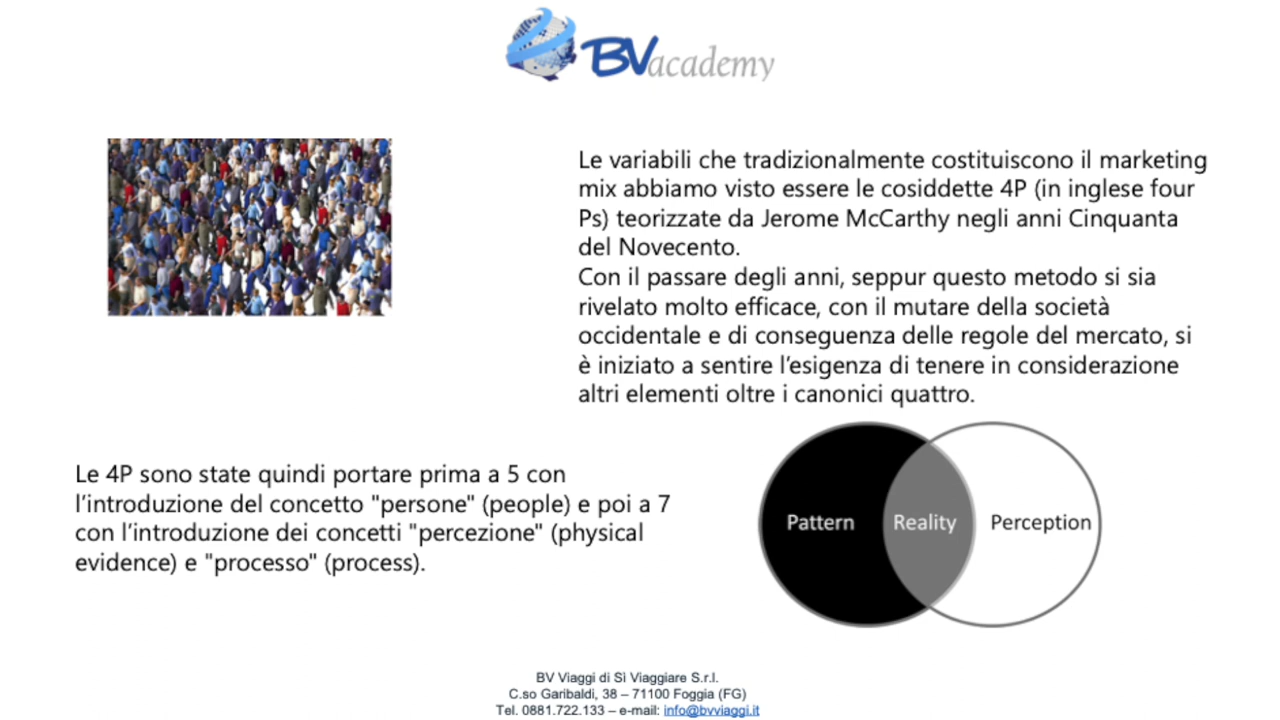 BVacademy
Le variabili che tradizionalmente costituiscono il marketing
mix abbiamo visto essere le cosiddette 4P (in inglese four
Ps) teorizzate da Jerome McCarthy negli anni Cinquanta
del Novecento.
Con il passare degli anni, seppur questo metodo si sia
rivelato molto efficace, con il mutare della società
occidentale e di conseguenza delle regole del mercato, si
è iniziato a sentire l'esigenza di tenere in considerazione
altri elementi oltre i canonici quattro.
Le 4P sono state quindi portare prima a 5 con
l'introduzione del concetto "persone" (people) e poi a 7
con l'introduzione dei concetti "percezione" (physical
evidence) e "processo" (process).
Pattern Reality Perception
BV Viaggi di Sì Viaggiare S.r.l.
C.so Garibaldi, 38 – 71100 Foggia (FG)
Tel. 0881.722.133 – e-mail: info@bvviaggi.it